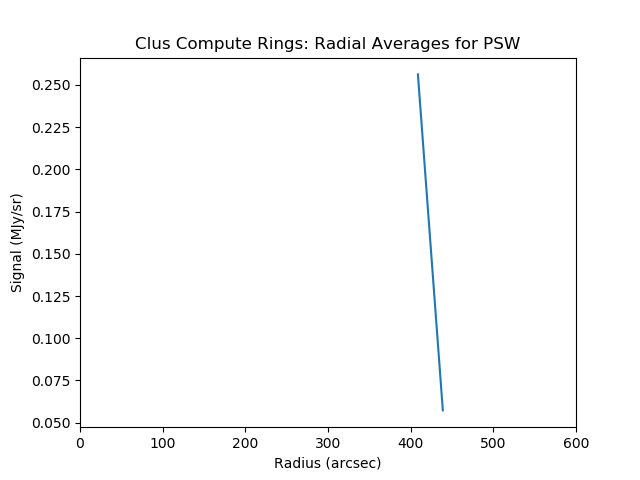 Clus Compute Rings: Radial Averages for PSW
Signal (MJy/sr)
0.250
0.225
0.200
0.175
0.150
0.125
0.100
0.075
0.050
0 100 200 300 400 500 600
Radius (arcsec)